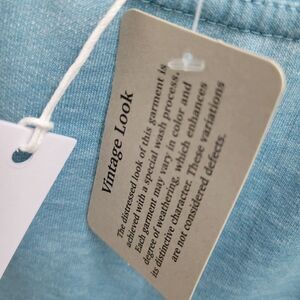 Vintage Look
The distressed look of this garment is
achieved with a special wash process.
Each garment may vary in color and
degree of weathering, which enhances
its distinctive character. These variations
are not considered defects.